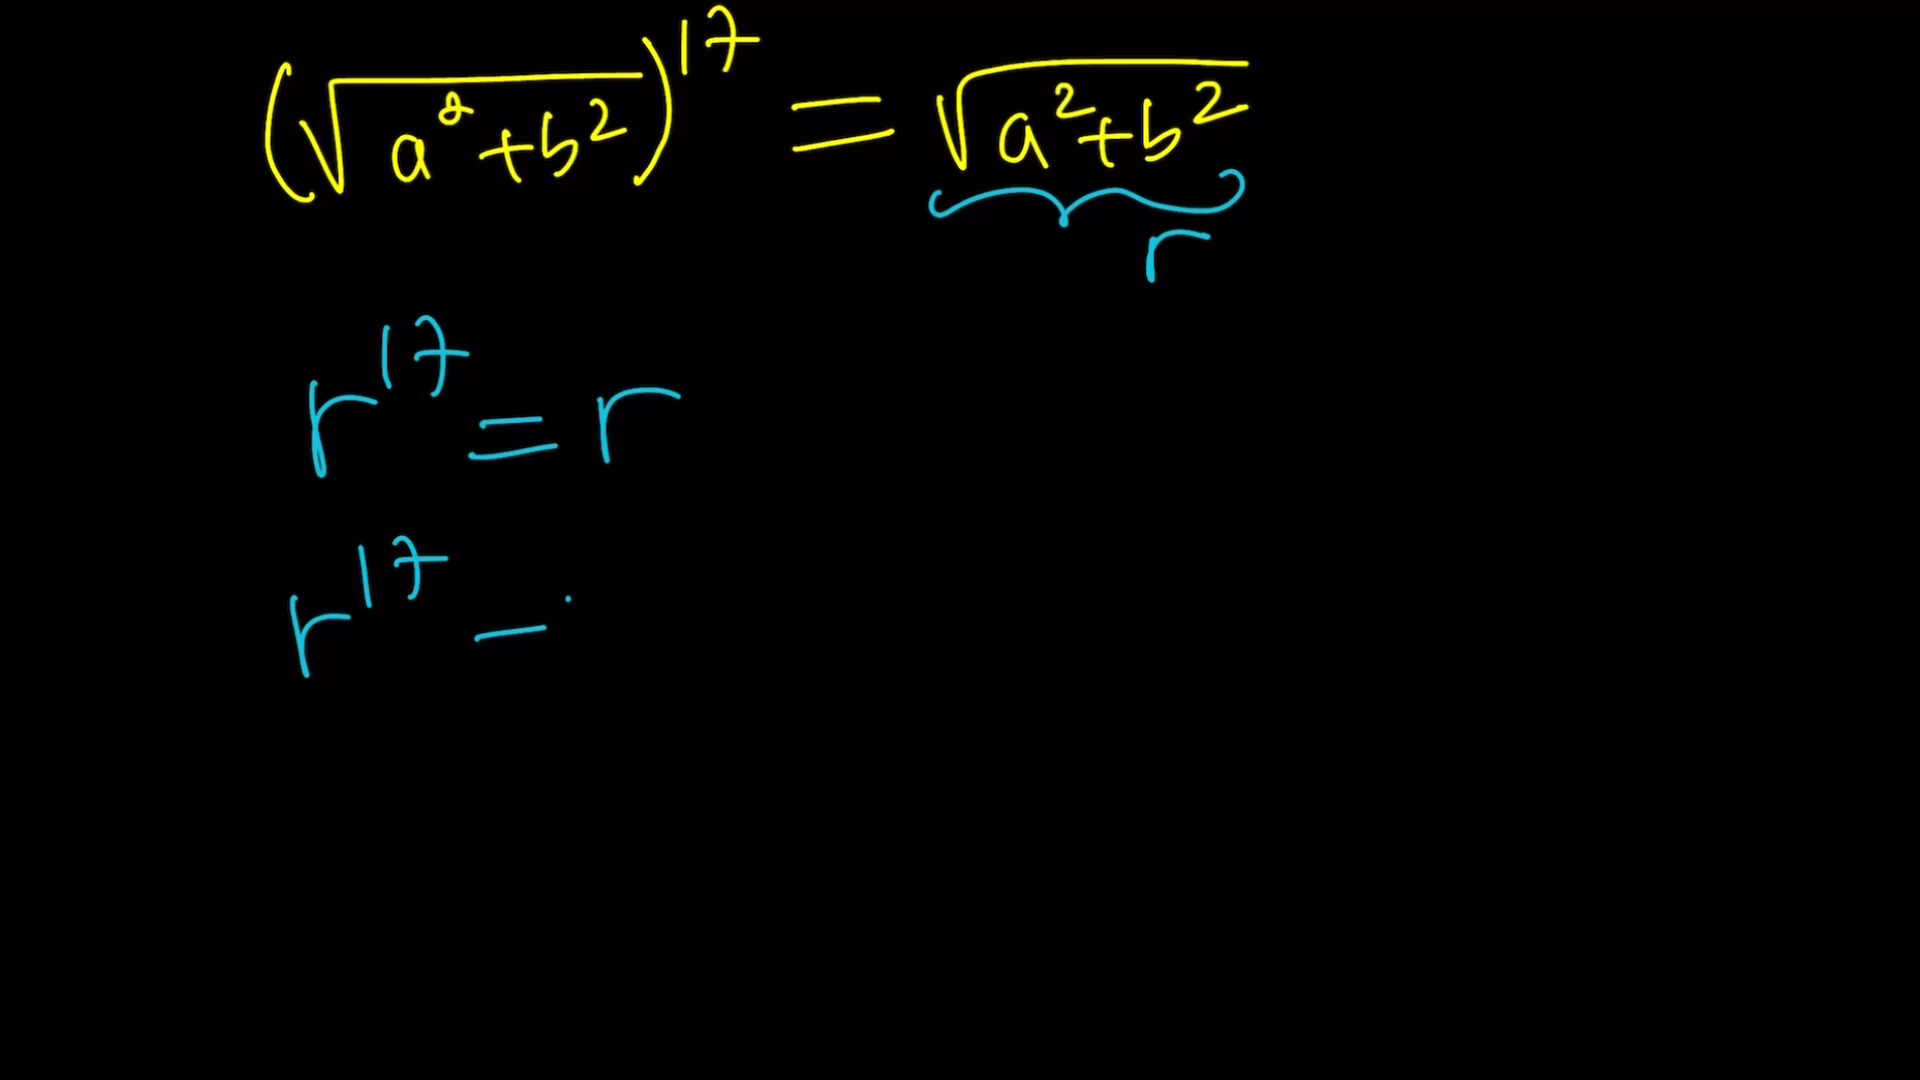 (√(a²+b²))¹⁷ = √(a²+b²)
r
r¹⁷ = r
r¹⁷ −